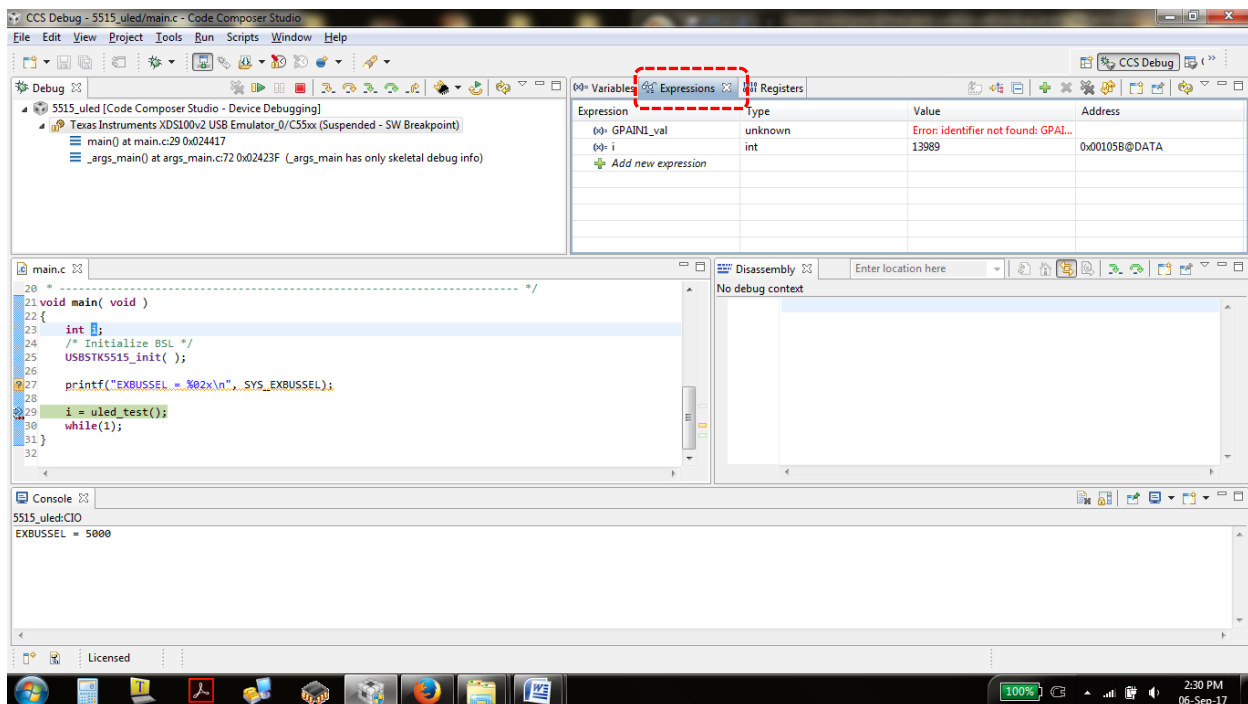 CCS Debug - 5515_uled/main.c - Code Composer Studio
File Edit View Project Tools Run Scripts Window Help
CCS Debug
Debug
5515_uled [Code Composer Studio - Device Debugging]
Texas Instruments XDS100v2 USB Emulator_0/C55xx (Suspended - SW Breakpoint)
main() at main.c:29 0x024417
_args_main() at args_main.c:72 0x02423F (_args_main has only skeletal debug info)
Variables Expressions Registers
Expression Type Value Address
GPAIN1_val unknown Error: identifier not found: GPAI...
i int 13989 0x00105B@DATA
Add new expression
main.c
20 * ------------------------------------------------------------------------ */
21 void main( void )
22 {
23 int i;
24 /* Initialize BSL */
25 USBSTK5515_init( );
26
27 printf("EXBUSSEL = %02x\n", SYS_EXBUSSEL);
28
29 i = uled_test();
30 while(1);
31 }
32
Disassembly Enter location here
No debug context
Console
5515_uled:CIO
EXBUSSEL = 5000
Licensed
100%
2:30 PM
06-Sep-17